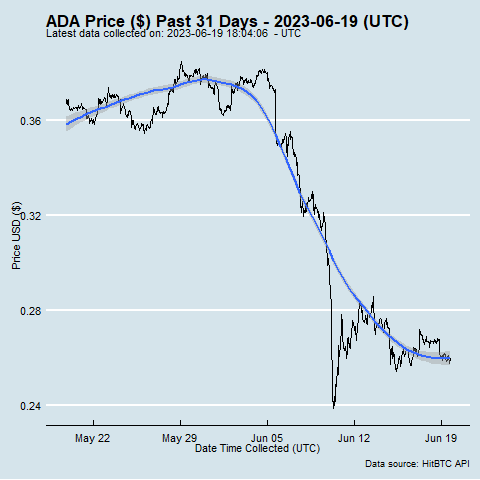 ADA Price ($) Past 31 Days - 2023-06-19 (UTC)
Latest data collected on: 2023-06-19 18:04:06 - UTC
Price USD ($)
0.36
0.32
0.28
0.24
May 22 May 29 Jun 05 Jun 12 Jun 19
Date Time Collected (UTC)
Data source: HitBTC API